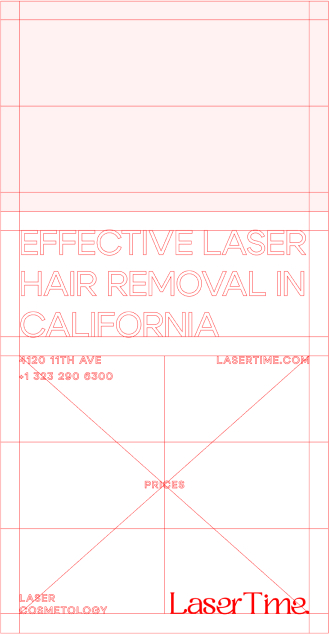 EFFECTIVE LASER
HAIR REMOVAL IN
CALIFORNIA
4120 11TH AVE
LASERTIME.COM
+1 323 290 6300
PRICES
LASER
COSMETOLOGY
LaserTime